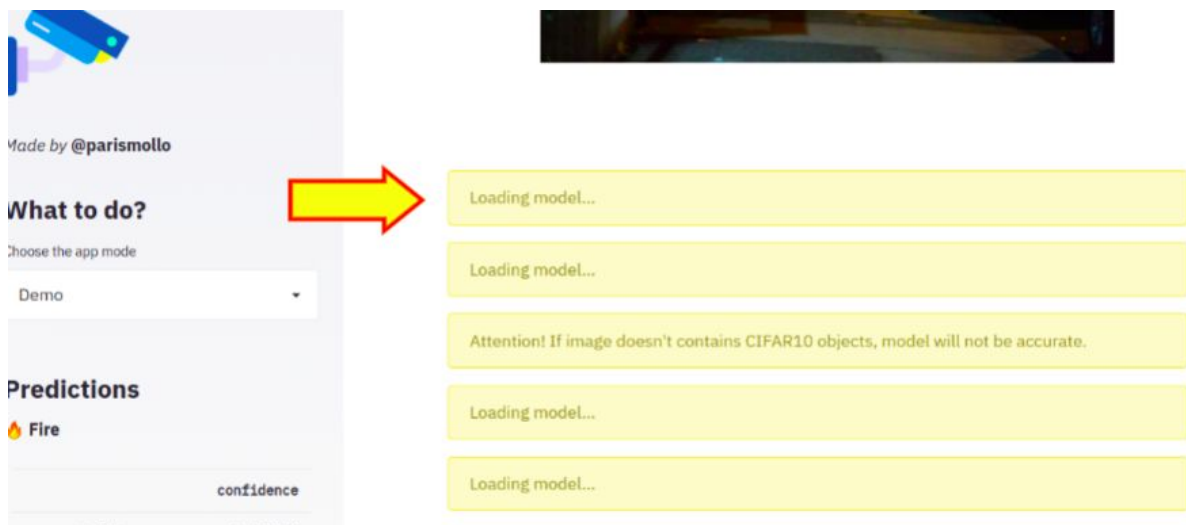 Made by @parismollo
What to do?
Choose the app mode
Demo
Predictions
🔥 Fire
confidence
Loading model...
Loading model...
Attention! If image doesn't contains CIFAR10 objects, model will not be accurate.
Loading model...
Loading model...